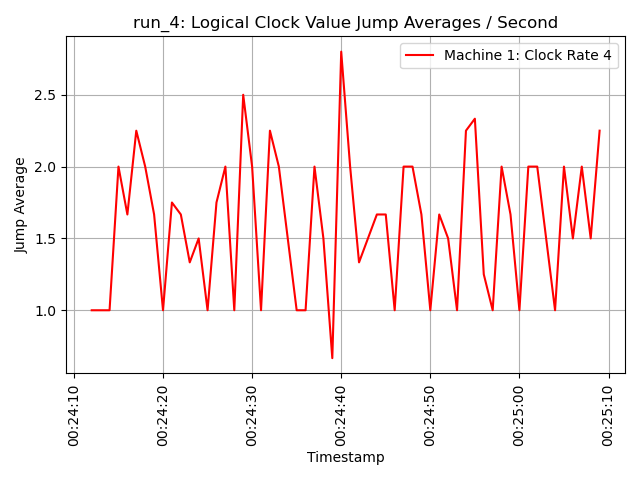 run_4: Logical Clock Value Jump Averages / Second
Machine 1: Clock Rate 4
Jump Average
2.5
2.0
1.5
1.0
00:24:10
00:24:20
00:24:30
00:24:40
00:24:50
00:25:00
00:25:10
Timestamp